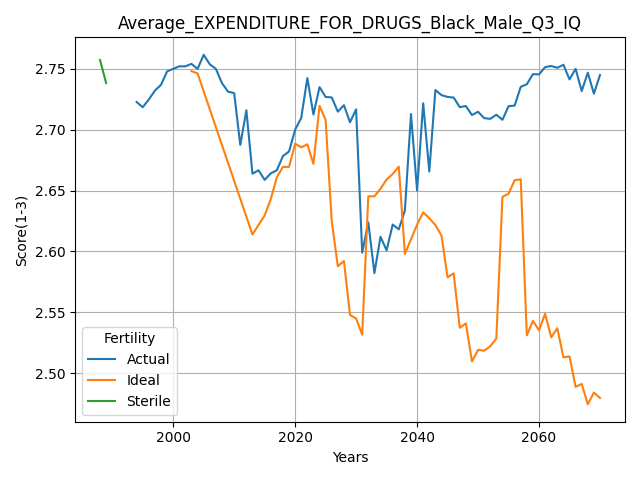 Average_EXPENDITURE_FOR_DRUGS_Black_Male_Q3_IQ
Score(1-3)
2.75
2.70
2.65
2.60
2.55
2.50
Fertility
Actual
Ideal
Sterile
2000 2020 2040 2060
Years